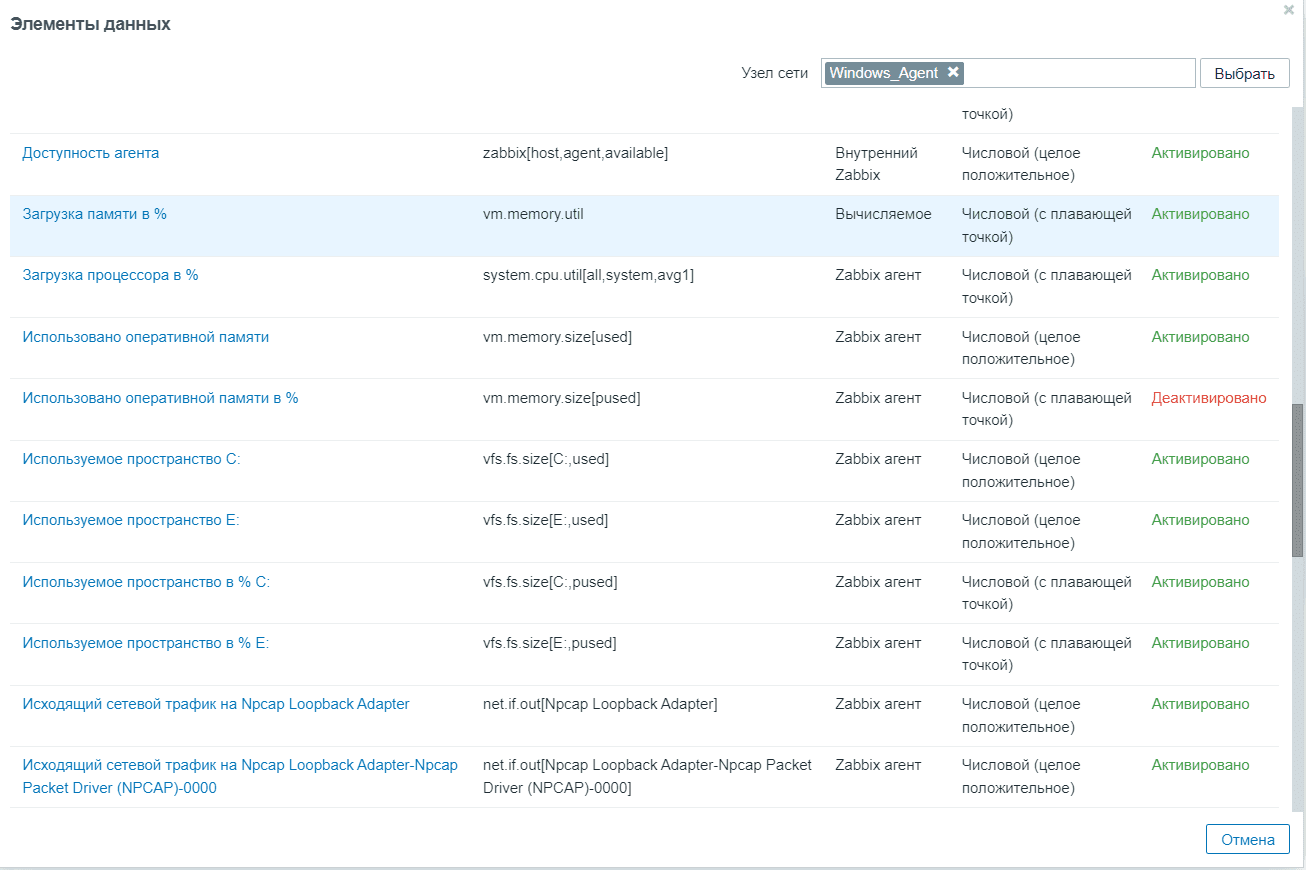 Элементы данных
Узел сети Windows_Agent Выбрать
точкой)
Доступность агента zabbix[host,agent,available] Внутренний Числовой (целое Активировано
Zabbix положительное)
Загрузка памяти в % vm.memory.util Вычисляемое Числовой (с плавающей Активировано
точкой)
Загрузка процессора в % system.cpu.util[all,system,avg1] Zabbix агент Числовой (с плавающей Активировано
точкой)
Использовано оперативной памяти vm.memory.size[used] Zabbix агент Числовой (целое Активировано
положительное)
Использовано оперативной памяти в % vm.memory.size[pused] Zabbix агент Числовой (с плавающей Деактивировано
точкой)
Используемое пространство C: vfs.fs.size[C:,used] Zabbix агент Числовой (целое Активировано
положительное)
Используемое пространство E: vfs.fs.size[E:,used] Zabbix агент Числовой (целое Активировано
положительное)
Используемое пространство в % C: vfs.fs.size[C:,pused] Zabbix агент Числовой (с плавающей Активировано
точкой)
Используемое пространство в % E: vfs.fs.size[E:,pused] Zabbix агент Числовой (с плавающей Активировано
точкой)
Исходящий сетевой трафик на Npcap Loopback Adapter net.if.out[Npcap Loopback Adapter] Zabbix агент Числовой (целое Активировано
положительное)
Исходящий сетевой трафик на Npcap Loopback Adapter-Npcap net.if.out[Npcap Loopback Adapter-Npcap Packet Zabbix агент Числовой (целое Активировано
Packet Driver (NPCAP)-0000 Driver (NPCAP)-0000] положительное)
Отмена